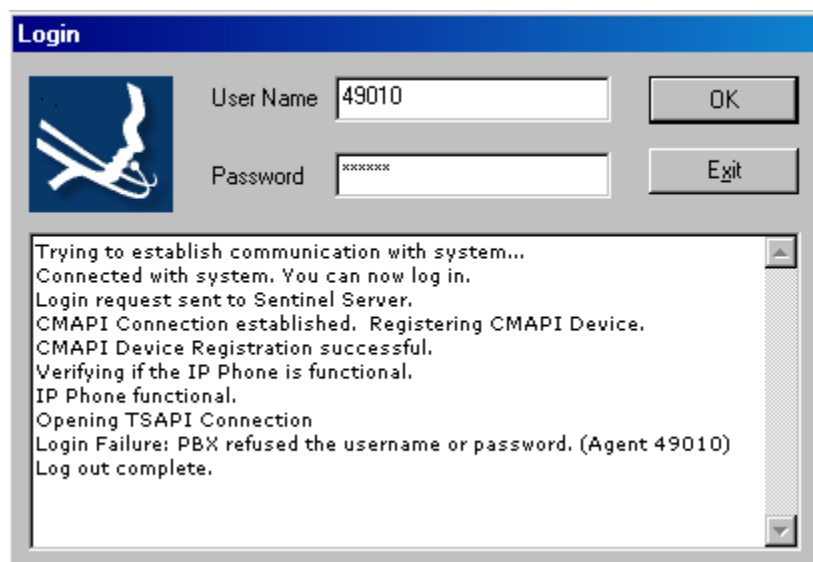 Login
User Name 49010 OK
Password xxxxxx Exit
Trying to establish communication with system...
Connected with system. You can now log in.
Login request sent to Sentinel Server.
CMAPI Connection established.  Registering CMAPI Device.
CMAPI Device Registration successful.
Verifying if the IP Phone is functional.
IP Phone functional.
Opening TSAPI Connection
Login Failure: PBX refused the username or password. (Agent 49010)
Log out complete.